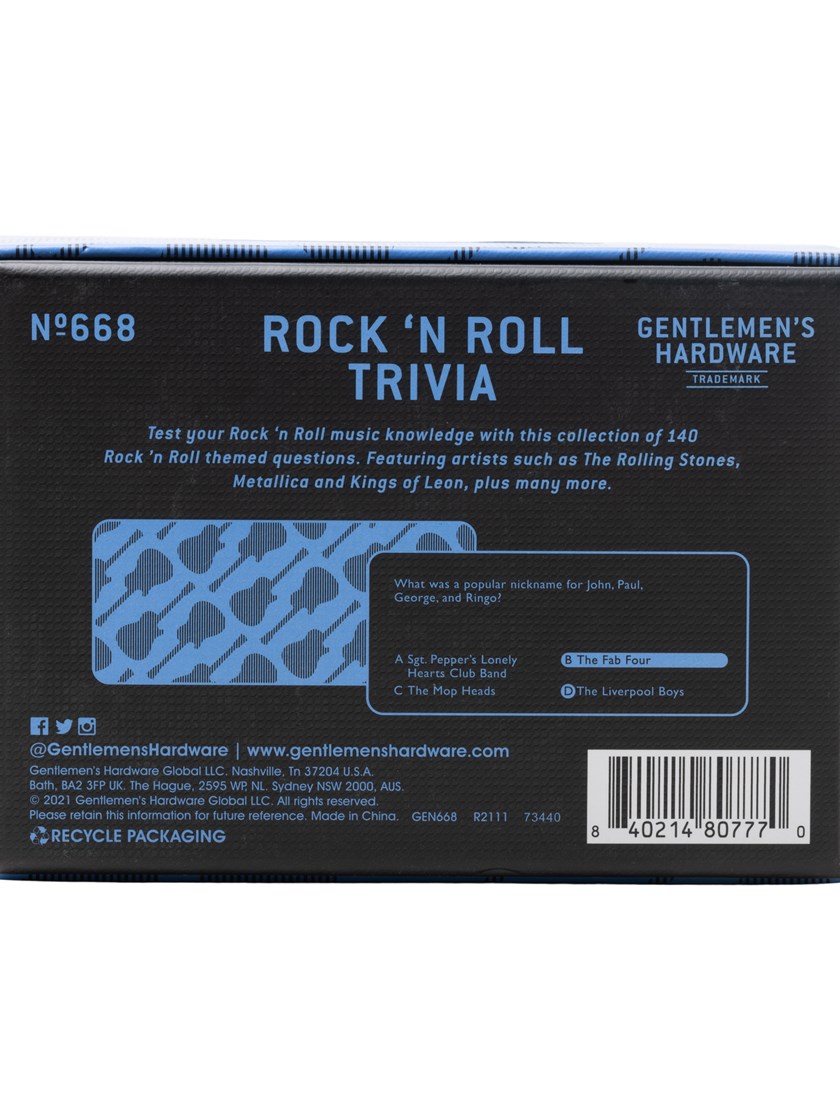 Nº668
ROCK ‘N ROLL
TRIVIA
GENTLEMEN’S
HARDWARE
TRADEMARK
Test your Rock ‘n Roll music knowledge with this collection of 140
Rock ’n Roll themed questions. Featuring artists such as The Rolling Stones,
Metallica and Kings of Leon, plus many more.
What was a popular nickname for John, Paul,
George, and Ringo?
A Sgt. Pepper’s Lonely
Hearts Club Band
B The Fab Four
C The Mop Heads
D The Liverpool Boys
@GentlemensHardware | www.gentlemenshardware.com
Gentlemen's Hardware Global LLC. Nashville, Tn 37204 U.S.A.
Bath, BA2 3FP UK. The Hague, 2595 WP, NL. Sydney NSW 2000, AUS.
© 2021 Gentlemen's Hardware Global LLC. All rights reserved.
Please retain this information for future reference. Made in China. GEN668 R2111 73440
RECYCLE PACKAGING
8 40214 80777 0